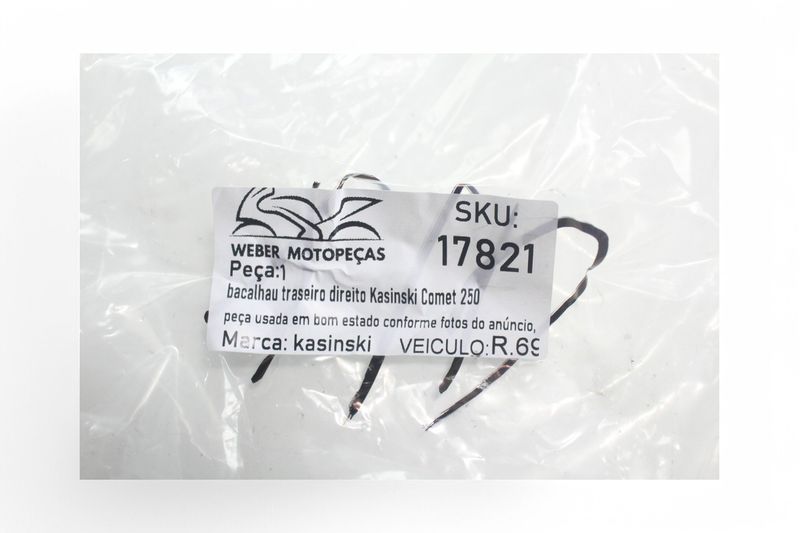 SKU:
17821
WEBER MOTOPEÇAS
Peça:1
bacalhau traseiro direito Kasinski Comet 250
peça usada em bom estado conforme fotos do anúncio,
Marca: kasinski VEICULO:R.69